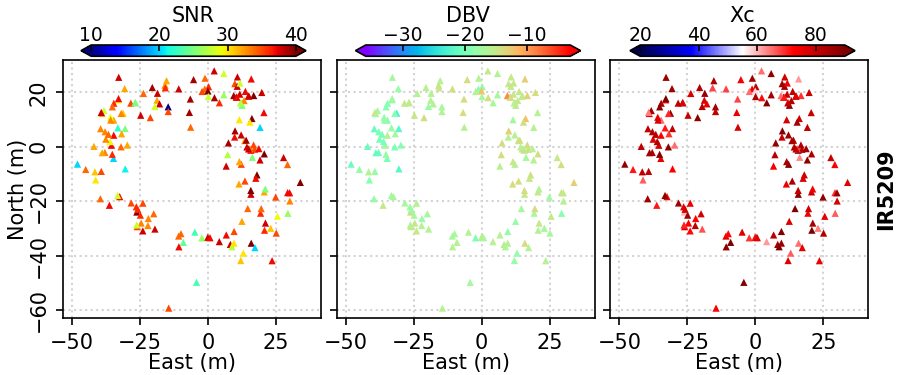 SNR DBV Xc
10 20 30 40 −30 −20 −10 20 40 60 80
North (m)
20
0
−20
−40
−60
−50 −25 0 25 −50 −25 0 25 −50 −25 0 25
East (m) East (m) East (m)
IR5209